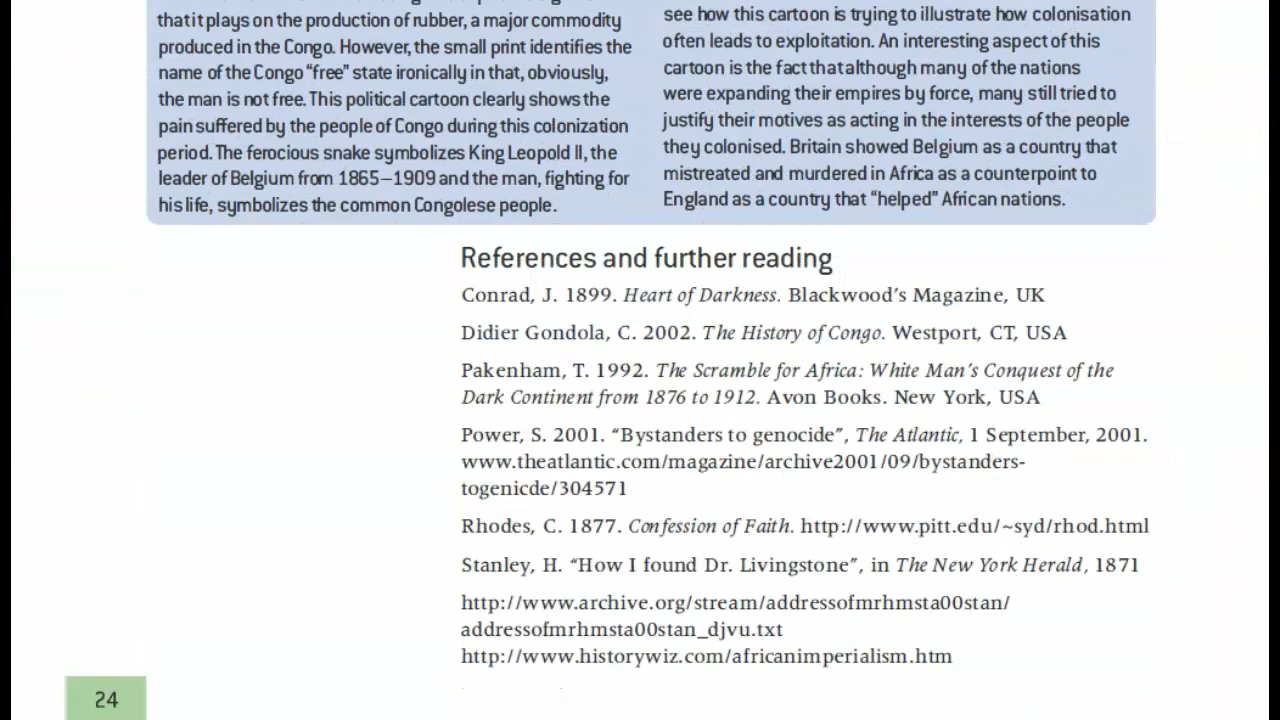 that it plays on the production of rubber, a major commodity
produced in the Congo. However, the small print identifies the
name of the Congo “free” state ironically in that, obviously,
the man is not free. This political cartoon clearly shows the
pain suffered by the people of Congo during this colonization
period. The ferocious snake symbolizes King Leopold II, the
leader of Belgium from 1865–1909 and the man, fighting for
his life, symbolizes the common Congolese people.
see how this cartoon is trying to illustrate how colonisation
often leads to exploitation. An interesting aspect of this
cartoon is the fact that although many of the nations
were expanding their empires by force, many still tried to
justify their motives as acting in the interests of the people
they colonised. Britain showed Belgium as a country that
mistreated and murdered in Africa as a counterpoint to
England as a country that “helped” African nations.
References and further reading
Conrad, J. 1899. Heart of Darkness. Blackwood’s Magazine, UK
Didier Gondola, C. 2002. The History of Congo. Westport, CT, USA
Pakenham, T. 1992. The Scramble for Africa: White Man’s Conquest of the
Dark Continent from 1876 to 1912. Avon Books. New York, USA
Power, S. 2001. “Bystanders to genocide”, The Atlantic, 1 September, 2001.
www.theatlantic.com/magazine/archive2001/09/bystanders-
togenicde/304571
Rhodes, C. 1877. Confession of Faith. http://www.pitt.edu/~syd/rhod.html
Stanley, H. “How I found Dr. Livingstone”, in The New York Herald, 1871
http://www.archive.org/stream/addressofmrhmsta00stan/
addressofmrhmsta00stan_djvu.txt
http://www.historywiz.com/africanimperialism.htm
24